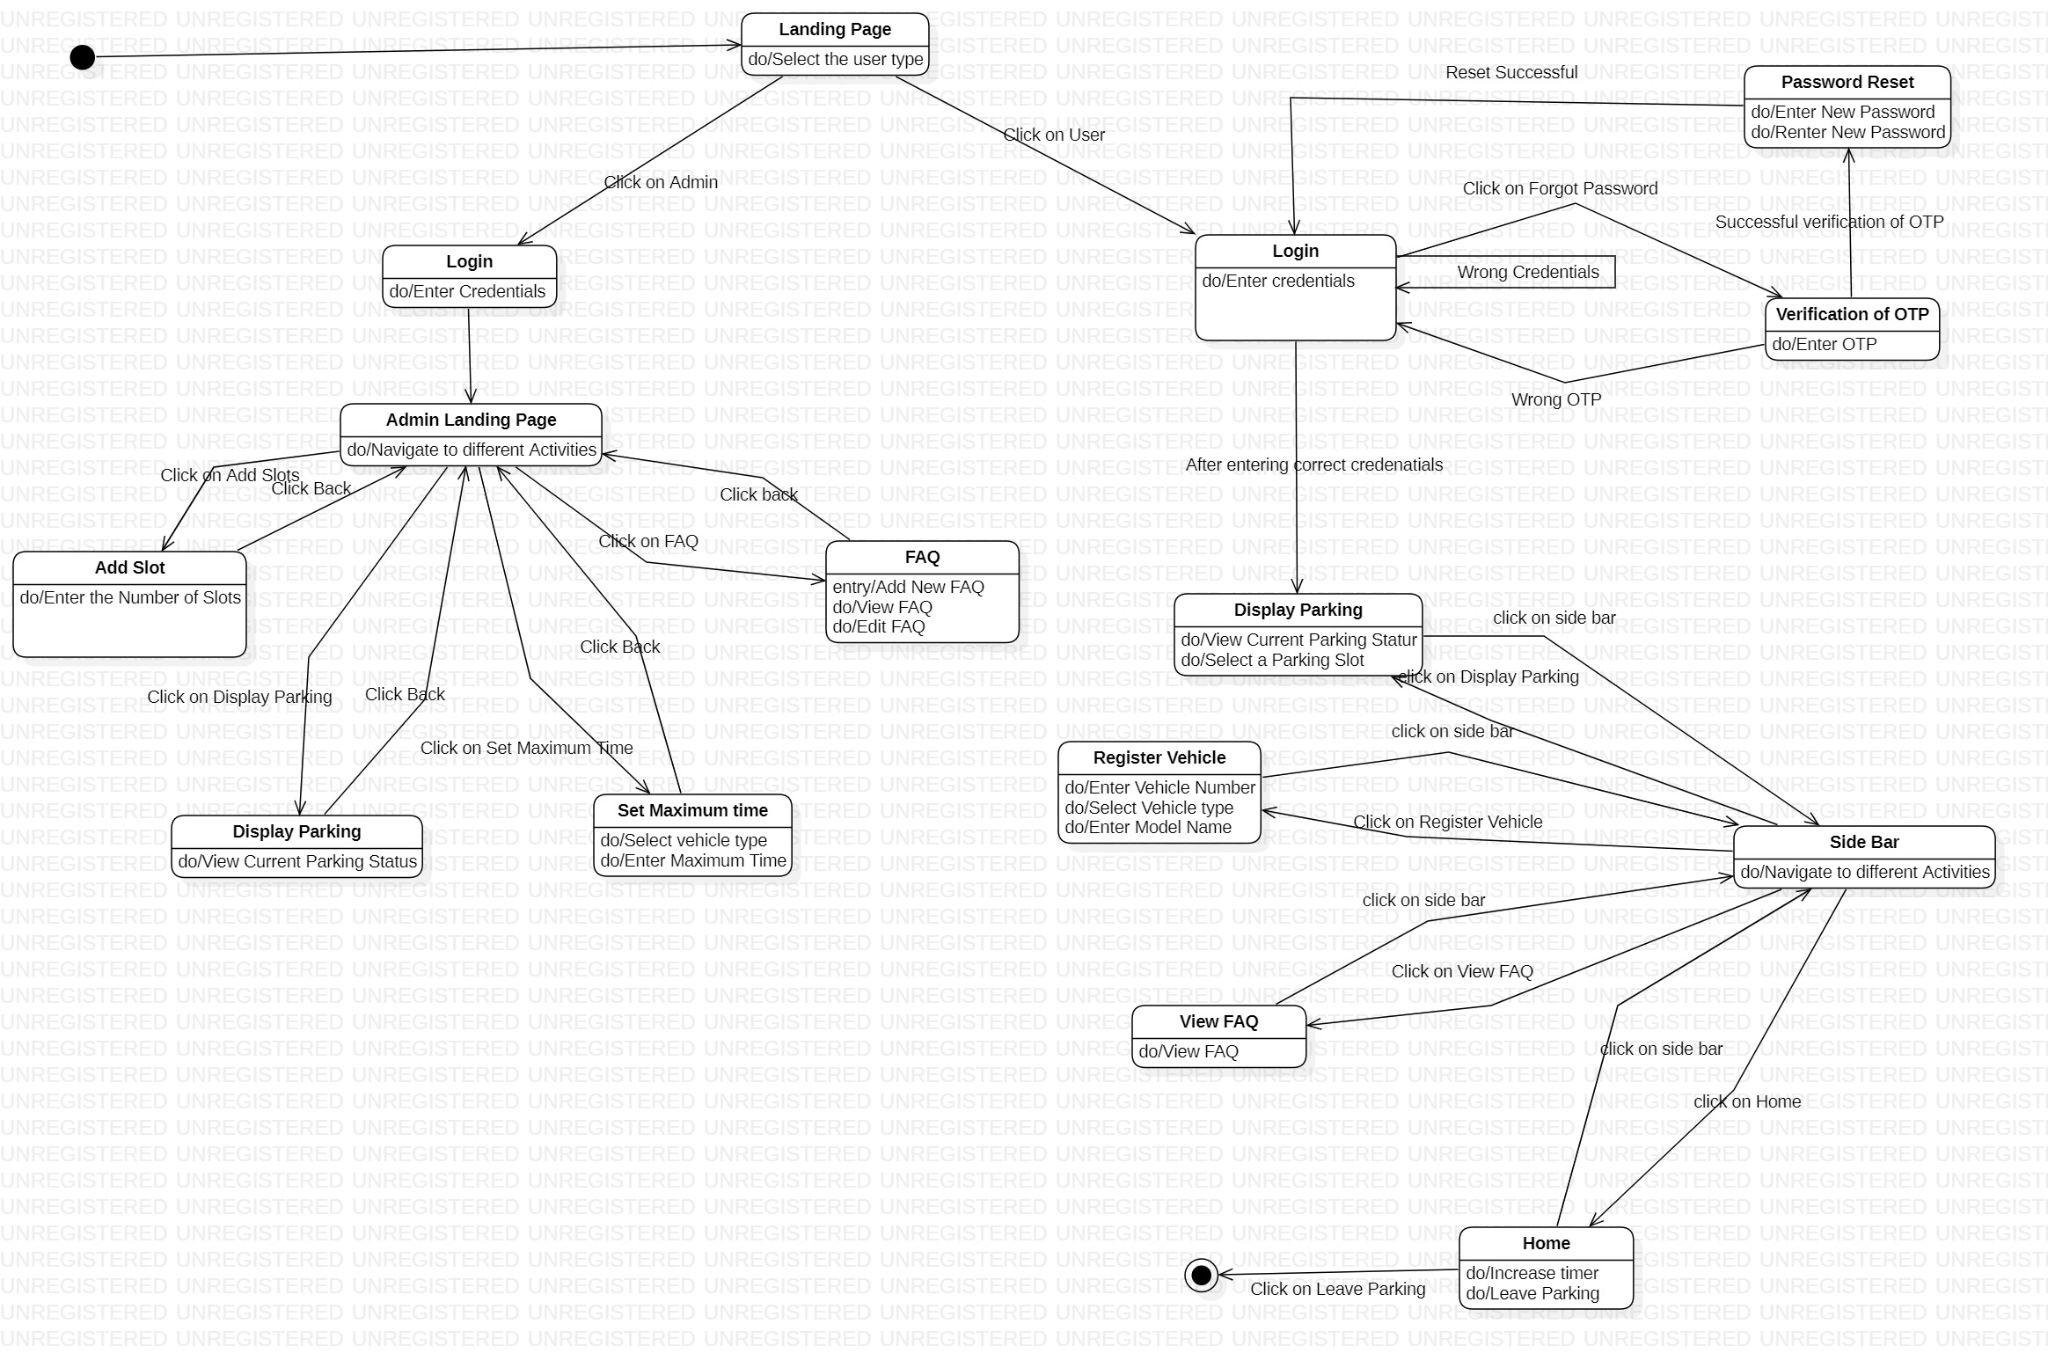 Landing Page
do/Select the user type
Reset Successful
Password Reset
do/Enter New Password
do/Renter New Password
Click on User
Click on Admin
Click on Forgot Password
Successful verification of OTP
Login
do/Enter Credentials
Login
do/Enter credentials
Wrong Credentials
Verification of OTP
do/Enter OTP
Wrong OTP
Admin Landing Page
do/Navigate to different Activities
Click on Add Slots
Click Back
Click back
After entering correct credenatials
Click on FAQ
Add Slot
do/Enter the Number of Slots
FAQ
entry/Add New FAQ
do/View FAQ
do/Edit FAQ
Click Back
Click on Display Parking
Click Back
Click on Set Maximum Time
Display Parking
do/View Current Parking Status
Set Maximum time
do/Select vehicle type
do/Enter Maximum Time
Display Parking
do/View Current Parking Statur
do/Select a Parking Slot
click on side bar
click on Display Parking
click on side bar
Register Vehicle
do/Enter Vehicle Number
do/Select Vehicle type
do/Enter Model Name
Click on Register Vehicle
Side Bar
do/Navigate to different Activities
click on side bar
Click on View FAQ
View FAQ
do/View FAQ
click on side bar
click on Home
Home
do/Increase timer
do/Leave Parking
Click on Leave Parking
UNREGISTERED